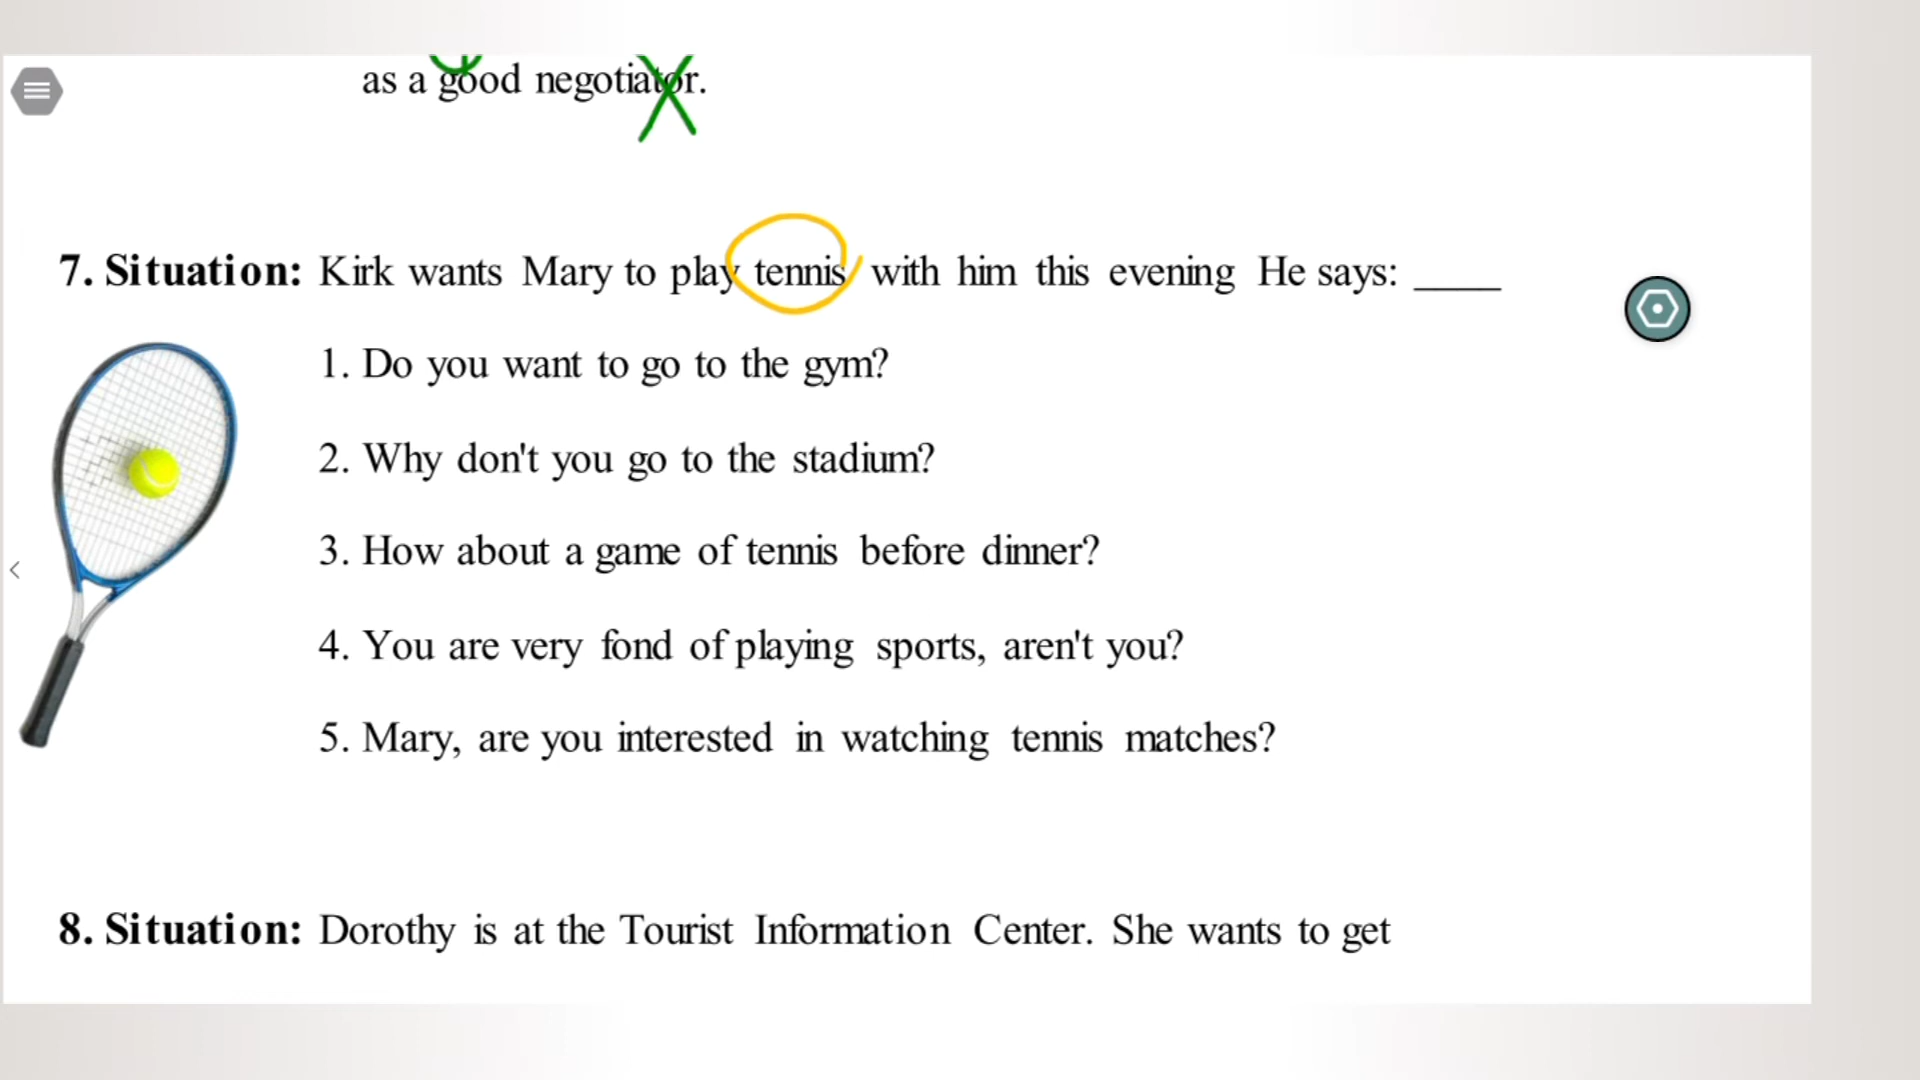 as a good negotiator.
7. Situation: Kirk wants Mary to play tennis with him this evening He says: ____
1. Do you want to go to the gym?
2. Why don't you go to the stadium?
3. How about a game of tennis before dinner?
4. You are very fond of playing sports, aren't you?
5. Mary, are you interested in watching tennis matches?
8. Situation: Dorothy is at the Tourist Information Center. She wants to get